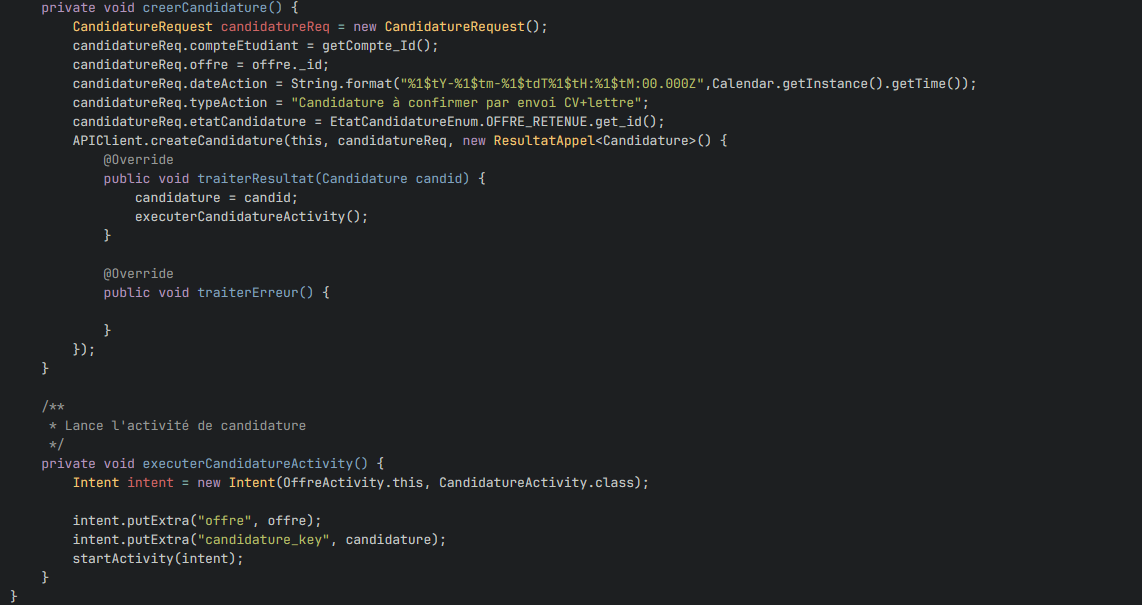 private void creerCandidature() {
CandidatureRequest candidatureReq = new CandidatureRequest();
candidatureReq.compteEtudiant = getCompte_Id();
candidatureReq.offre = offre._id;
candidatureReq.dateAction = String.format("%1$tY-%1$tm-%1$tdT%1$tH:%1$tM:00.000Z",Calendar.getInstance().getTime());
candidatureReq.typeAction = "Candidature à confirmer par envoi CV+lettre";
candidatureReq.etatCandidature = EtatCandidatureEnum.OFFRE_RETENUE.get_id();
APIClient.createCandidature(this, candidatureReq, new ResultatAppel<Candidature>() {
@Override
public void traiterResultat(Candidature candid) {
candidature = candid;
executerCandidatureActivity();
}
@Override
public void traiterErreur() {
}
});
}
/**
* Lance l'activité de candidature
*/
private void executerCandidatureActivity() {
Intent intent = new Intent(OffreActivity.this, CandidatureActivity.class);
intent.putExtra("offre", offre);
intent.putExtra("candidature_key", candidature);
startActivity(intent);
}
}